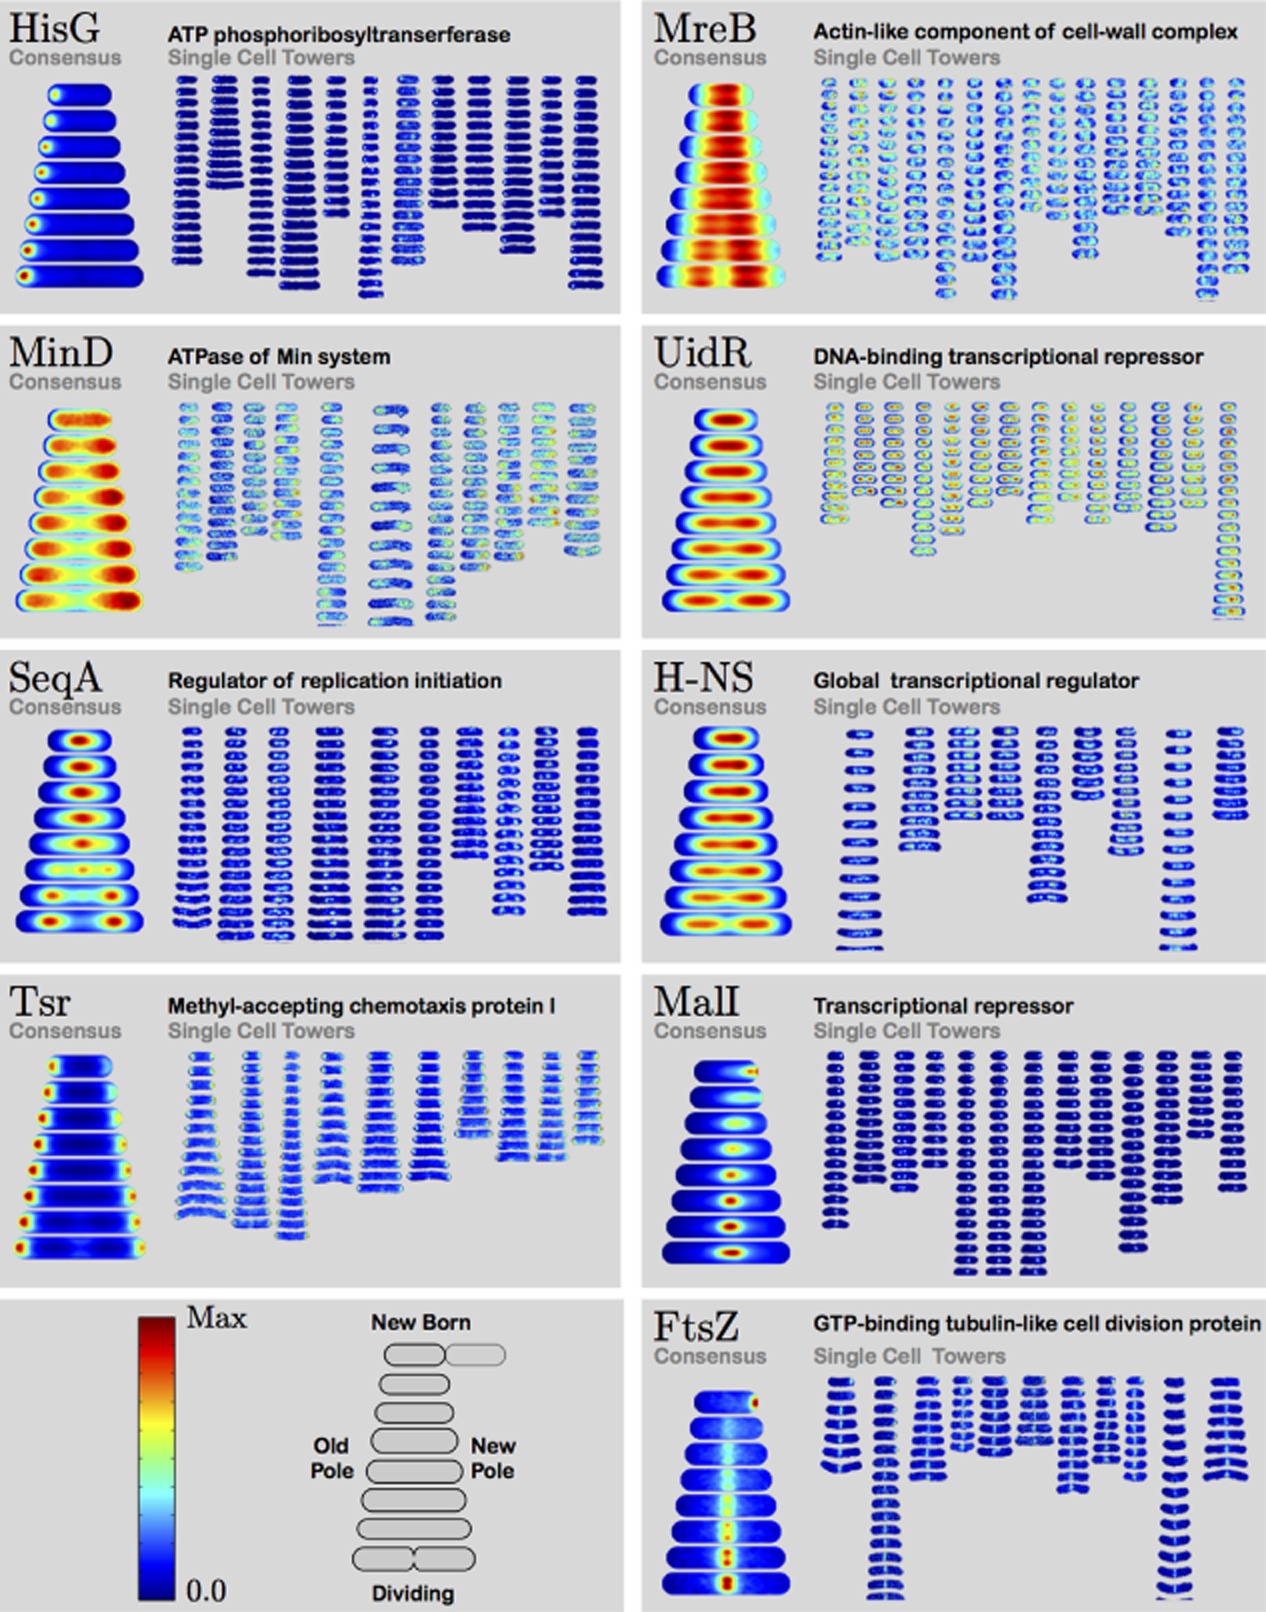 HisG
ATP phosphoribosyltranserferase
Consensus
Single Cell Towers
MreB
Actin-like component of cell-wall complex
Consensus
Single Cell Towers
MinD
ATPase of Min system
Consensus
Single Cell Towers
UidR
DNA-binding transcriptional repressor
Consensus
Single Cell Towers
SeqA
Regulator of replication initiation
Consensus
Single Cell Towers
H-NS
Global transcriptional regulator
Consensus
Single Cell Towers
Tsr
Methyl-accepting chemotaxis protein I
Consensus
Single Cell Towers
MalI
Transcriptional repressor
Consensus
Single Cell Towers
Max
0.0
New Born
Old Pole
New Pole
Dividing
FtsZ
GTP-binding tubulin-like cell division protein
Consensus
Single Cell Towers